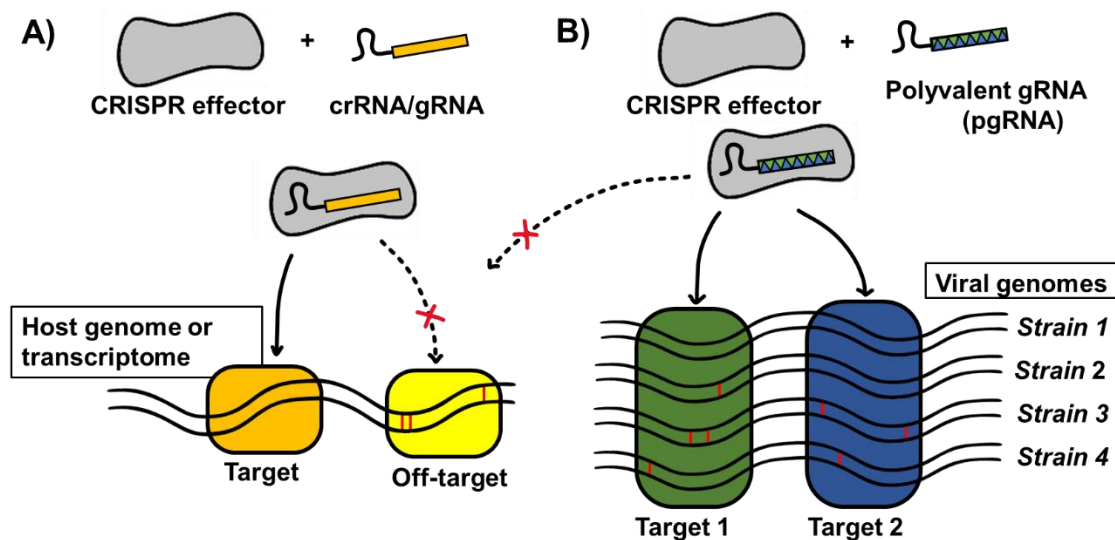 A)
+
CRISPR effector
crRNA/gRNA
Host genome or
transcriptome
Target
Off-target
B)
+
CRISPR effector
Polyvalent gRNA
(pgRNA)
Viral genomes
Strain 1
Strain 2
Strain 3
Strain 4
Target 1
Target 2